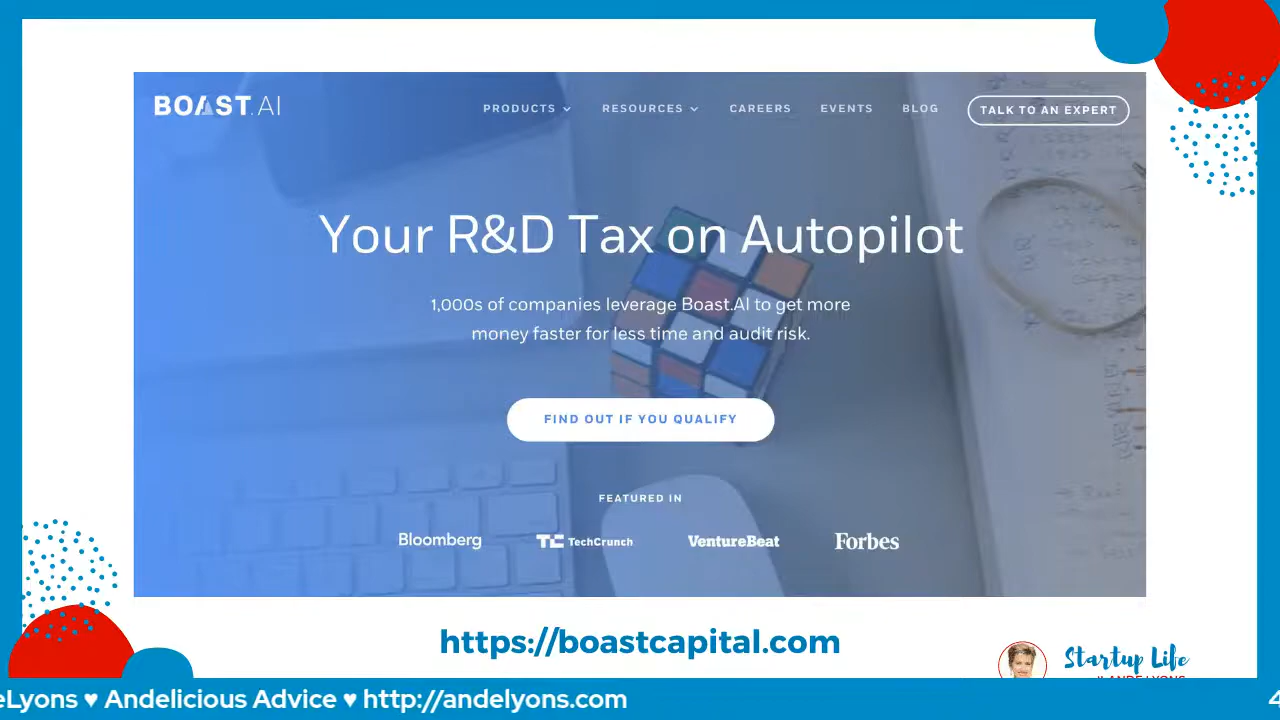 BOAST.AI
PRODUCTS
RESOURCES
CAREERS
EVENTS
BLOG
TALK TO AN EXPERT
Your R&D Tax on Autopilot
1,000s of companies leverage Boast.AI to get more
money faster for less time and audit risk.
FIND OUT IF YOU QUALIFY
FEATURED IN
Bloomberg
TechCrunch
VentureBeat
Forbes
https://boastcapital.com
Startup Life
eLyons ♥ Andelicious Advice ♥ http://andelyons.com